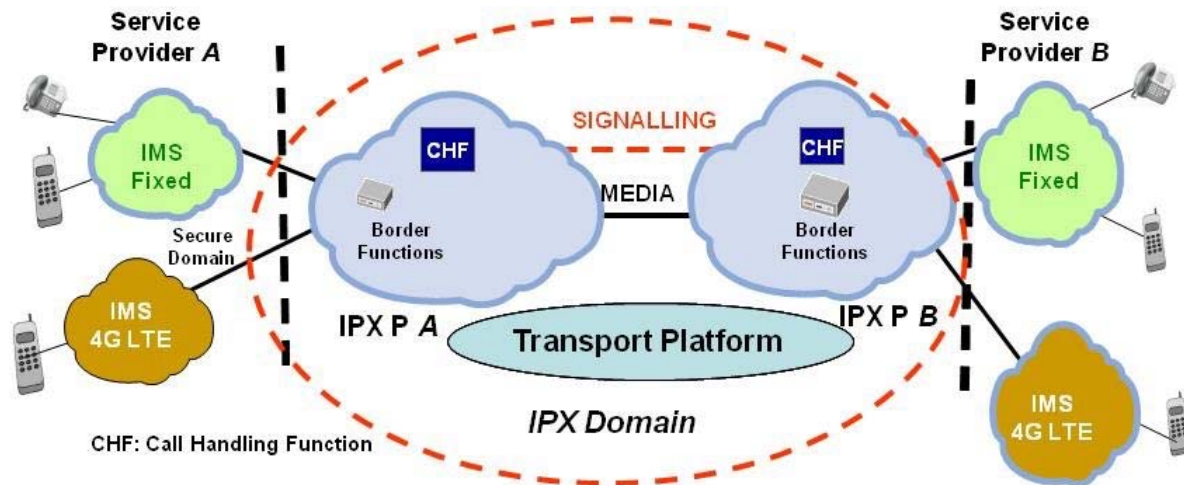 Service
Provider A
Service
Provider B
SIGNALLING
CHF
CHF
IMS
Fixed
IMS
Fixed
MEDIA
Border
Functions
Border
Functions
Secure
Domain
IMS
4G LTE
IPX P A
IPX P B
Transport Platform
IPX Domain
IMS
4G LTE
CHF: Call Handling Function